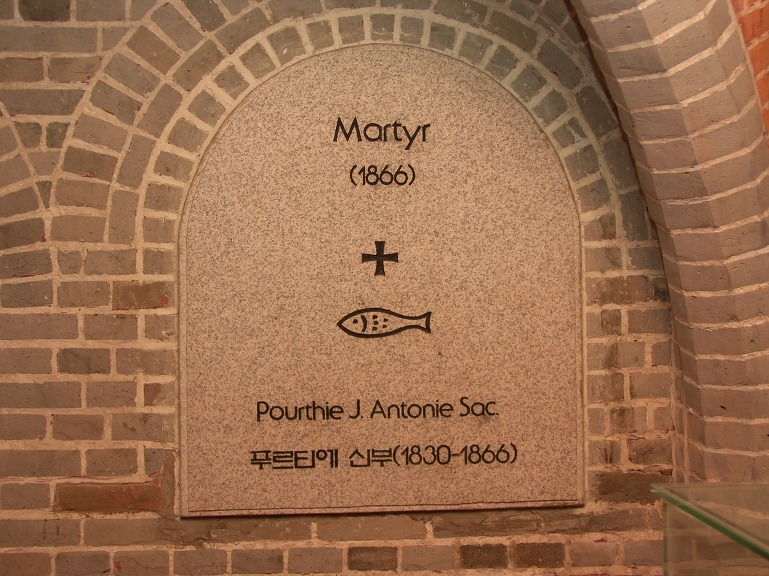 Martyr
(1866)
Pourthie J. Antonie Sac.
푸르티에 신부(1830-1866)